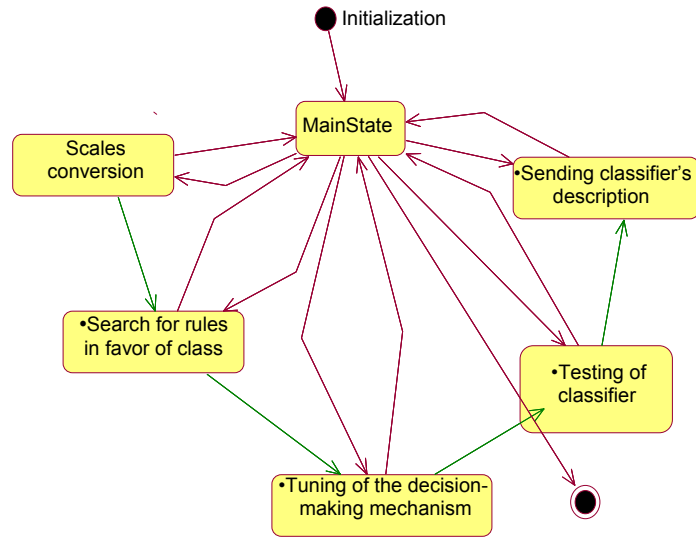 Initialization
MainState
Scales
conversion
•Sending classifier's
description
•Search for rules
in favor of class
•Testing of
classifier
•Tuning of the decision-
making mechanism